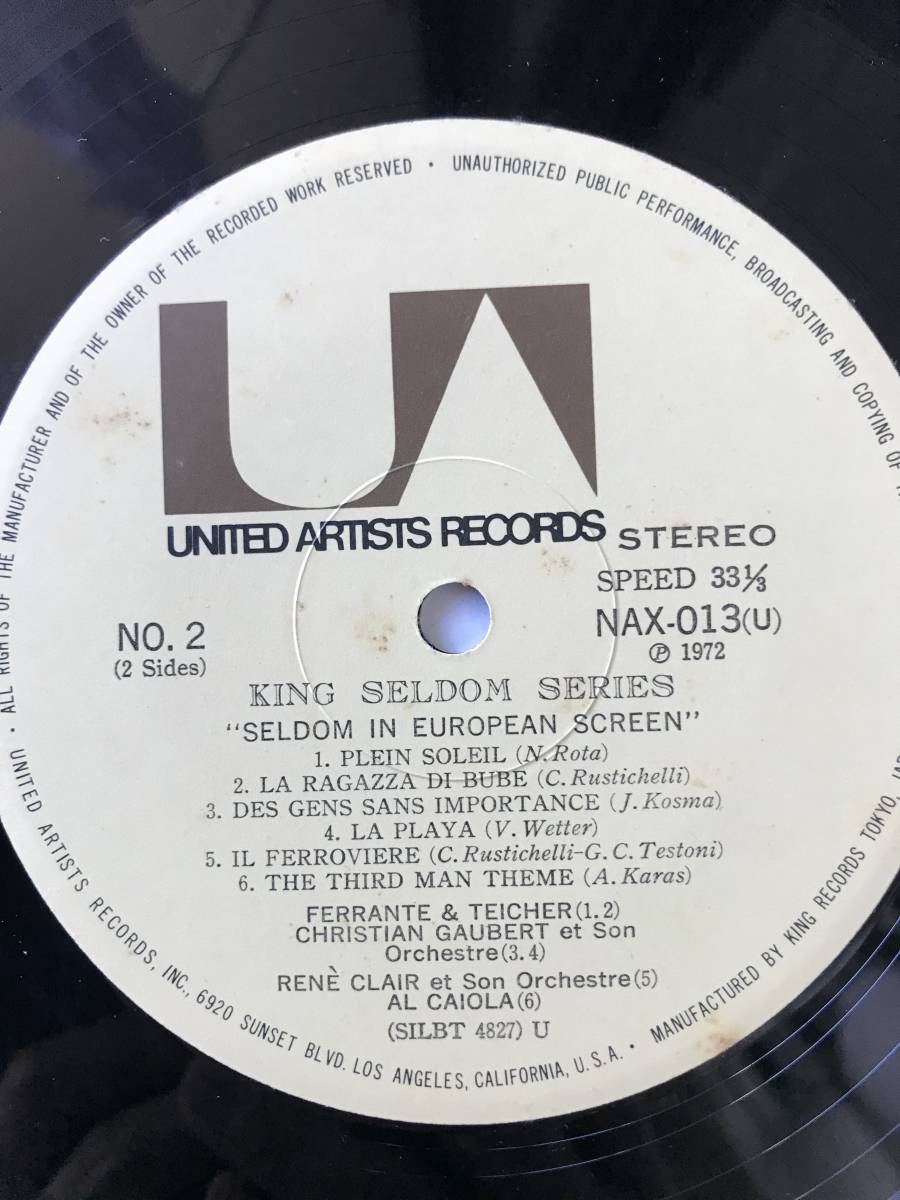 UA
UNITED ARTISTS RECORDS
STEREO
SPEED 33⅓
NAX-013(U)
℗ 1972
NO. 2
(2 Sides)
KING SELDOM SERIES
"SELDOM IN EUROPEAN SCREEN"
1. PLEIN SOLEIL (N. Rota)
2. LA RAGAZZA DI BUBE (C. Rustichelli)
3. DES GENS SANS IMPORTANCE (J. Kosma)
4. LA PLAYA (V. Wetter)
5. IL FERROVIERE (C. Rustichelli-G. C. Testoni)
6. THE THIRD MAN THEME (A. Karas)
FERRANTE & TEICHER(1.2)
CHRISTIAN GAUBERT et Son
Orchestre(3.4)
RENÈ CLAIR et Son Orchestre(5)
AL CAIOLA(6)
(SILBT 4827) U
UNITED ARTISTS RECORDS, INC., 6920 SUNSET BLVD. LOS ANGELES, CALIFORNIA, U.S.A. • MANUFACTURED BY KING RECORDS TOKYO,
• ALL RIGHTS OF THE MANUFACTURER AND OF THE OWNER OF THE RECORDED WORK RESERVED • UNAUTHORIZED PUBLIC PERFORMANCE, BROADCASTING AND COPYING OF